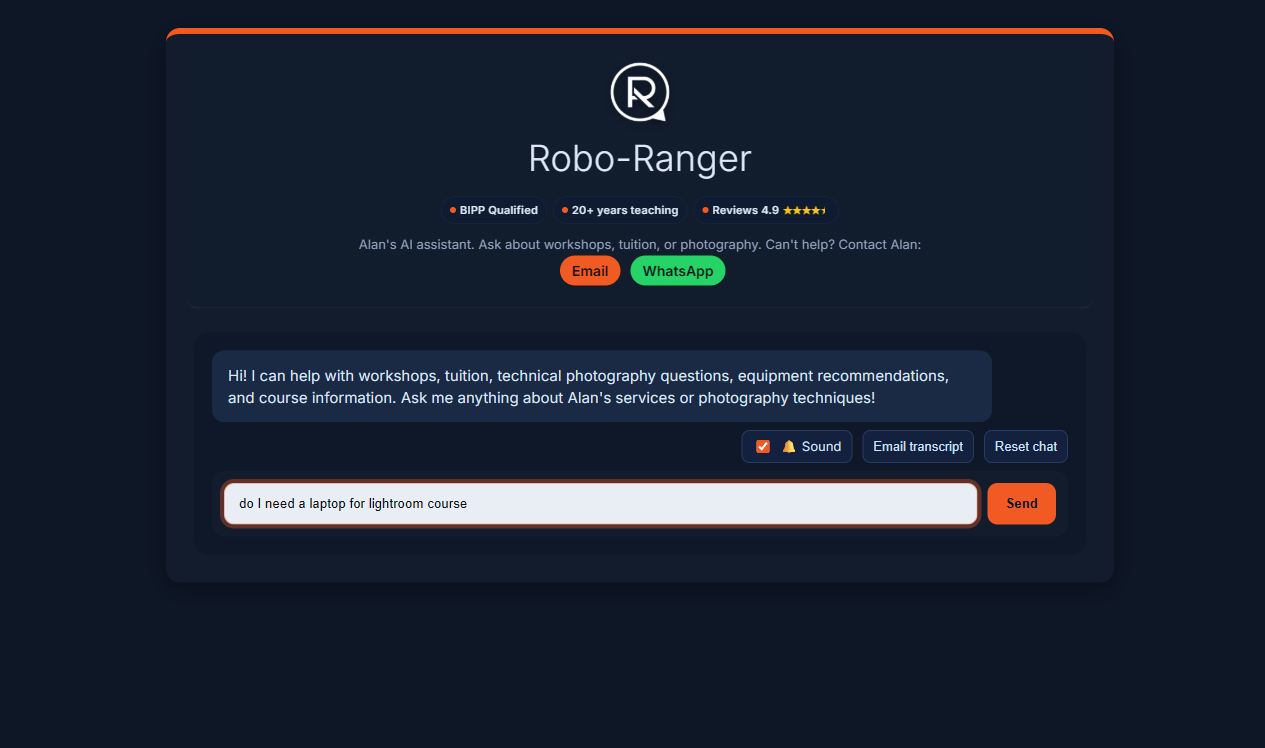 R
Robo-Ranger
BIPP Qualified
20+ years teaching
Reviews 4.9 ★★★★⯨
Alan's AI assistant. Ask about workshops, tuition, or photography. Can't help? Contact Alan:
Email
WhatsApp
Hi! I can help with workshops, tuition, technical photography questions, equipment recommendations,
and course information. Ask me anything about Alan's services or photography techniques!
Sound
Email transcript
Reset chat
do I need a laptop for lightroom course
Send